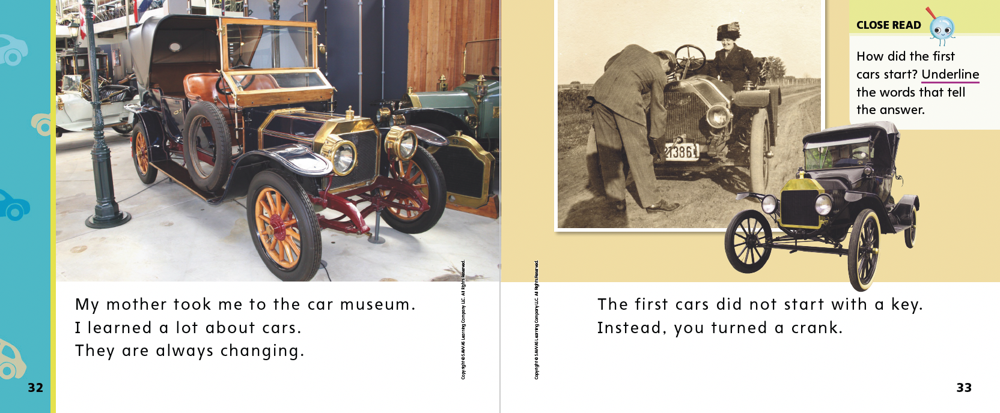 My mother took me to the car museum.
I learned a lot about cars.
They are always changing.
Copyright © SAVVAS Learning Company LLC. All Rights Reserved.
32
CLOSE READ
How did the first
cars start? Underline
the words that tell
the answer.
213861
The first cars did not start with a key.
Instead, you turned a crank.
Copyright © SAVVAS Learning Company LLC. All Rights Reserved.
33